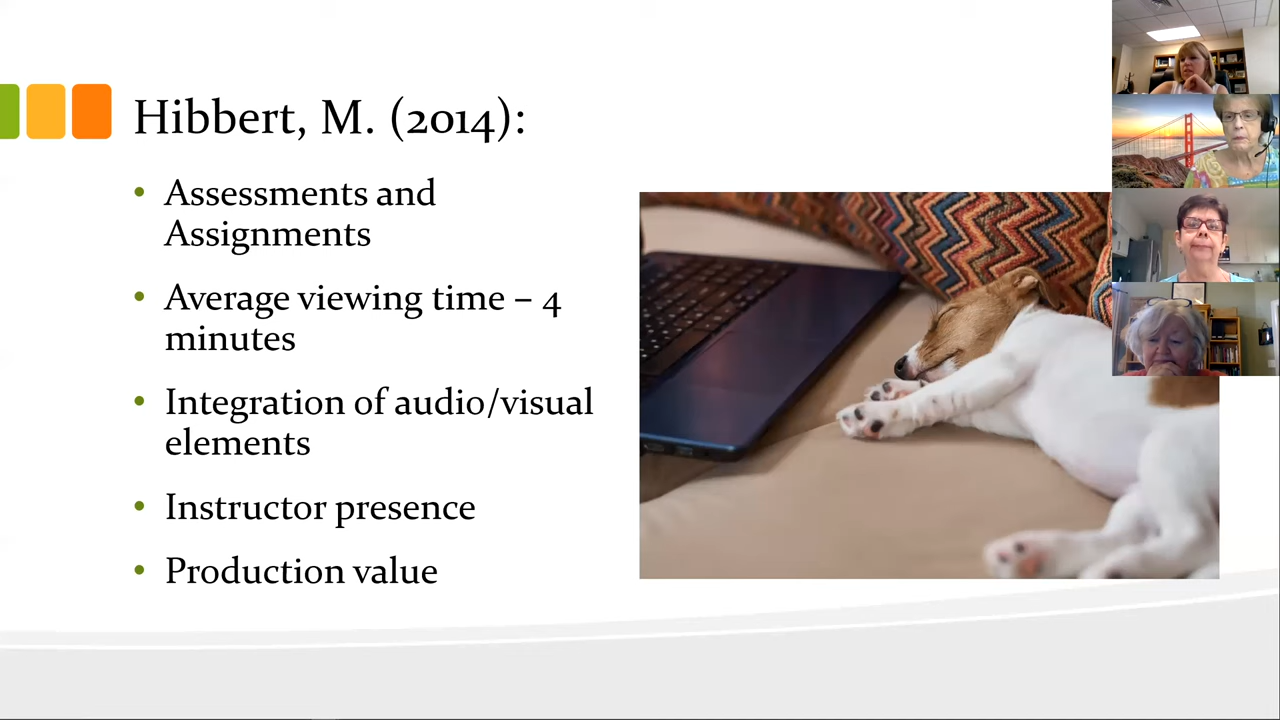 Hibbert, M. (2014):
• Assessments and
Assignments
• Average viewing time – 4
minutes
• Integration of audio/visual
elements
• Instructor presence
• Production value